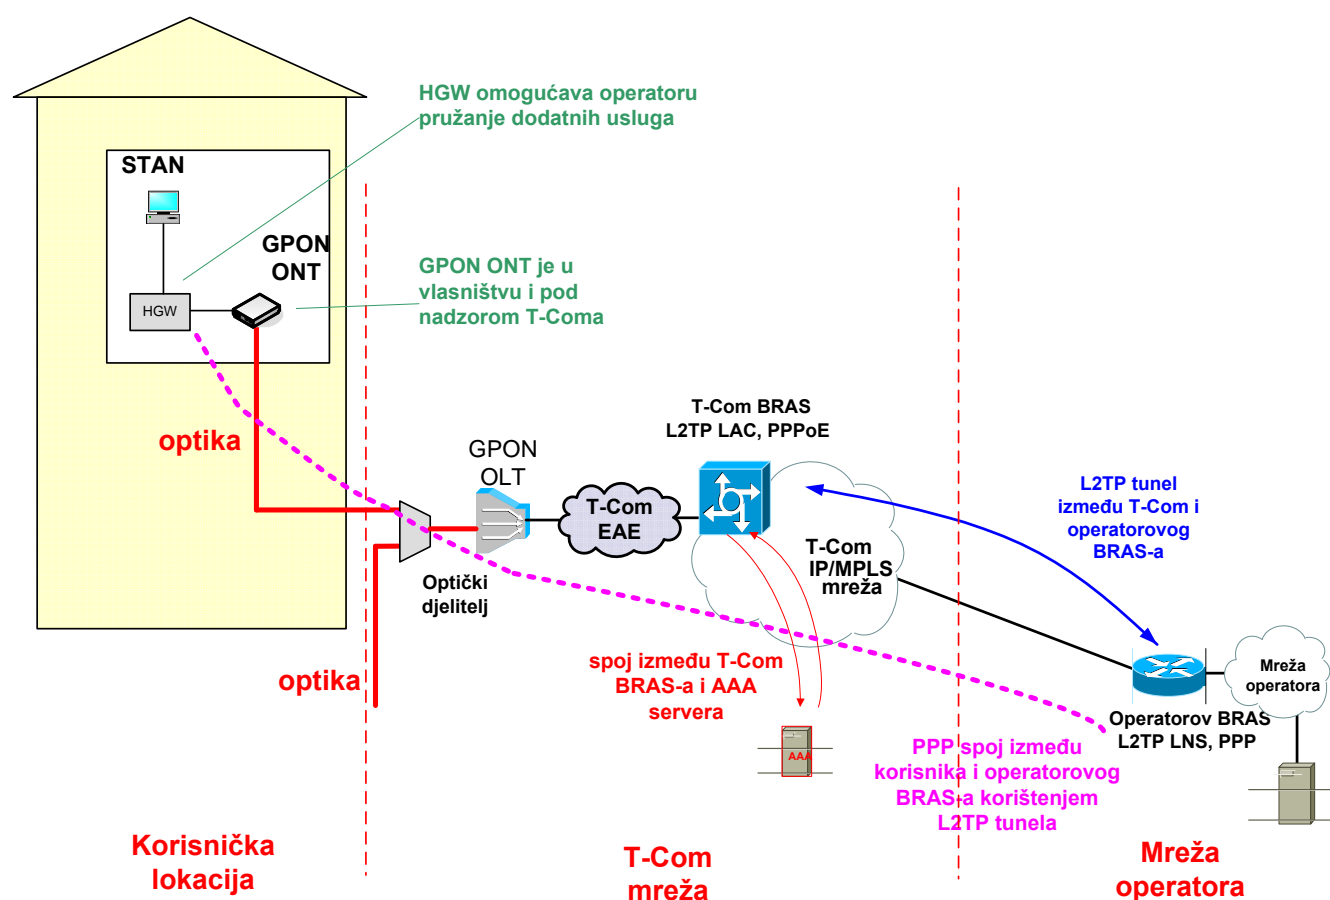 HGW omogućava operatoru
pružanje dodatnih usluga
STAN
GPON
ONT
HGW
GPON ONT je u
vlasništvu i pod
nadzorom T-Coma
optika
optika
GPON
OLT
Optički
djelitelj
T-Com
EAE
T-Com BRAS
L2TP LAC, PPPoE
T-Com
IP/MPLS
mreža
L2TP tunel
između T-Com i
operatorovog
BRAS-a
spoj između T-Com
BRAS-a i AAA
servera
AAA
Mreža
operatora
Operatorov BRAS
L2TP LNS, PPP
PPP spoj između
korisnika i operatorovog
BRAS-a korištenjem
L2TP tunela
Korisnička
lokacija
T-Com
mreža
Mreža
operatora